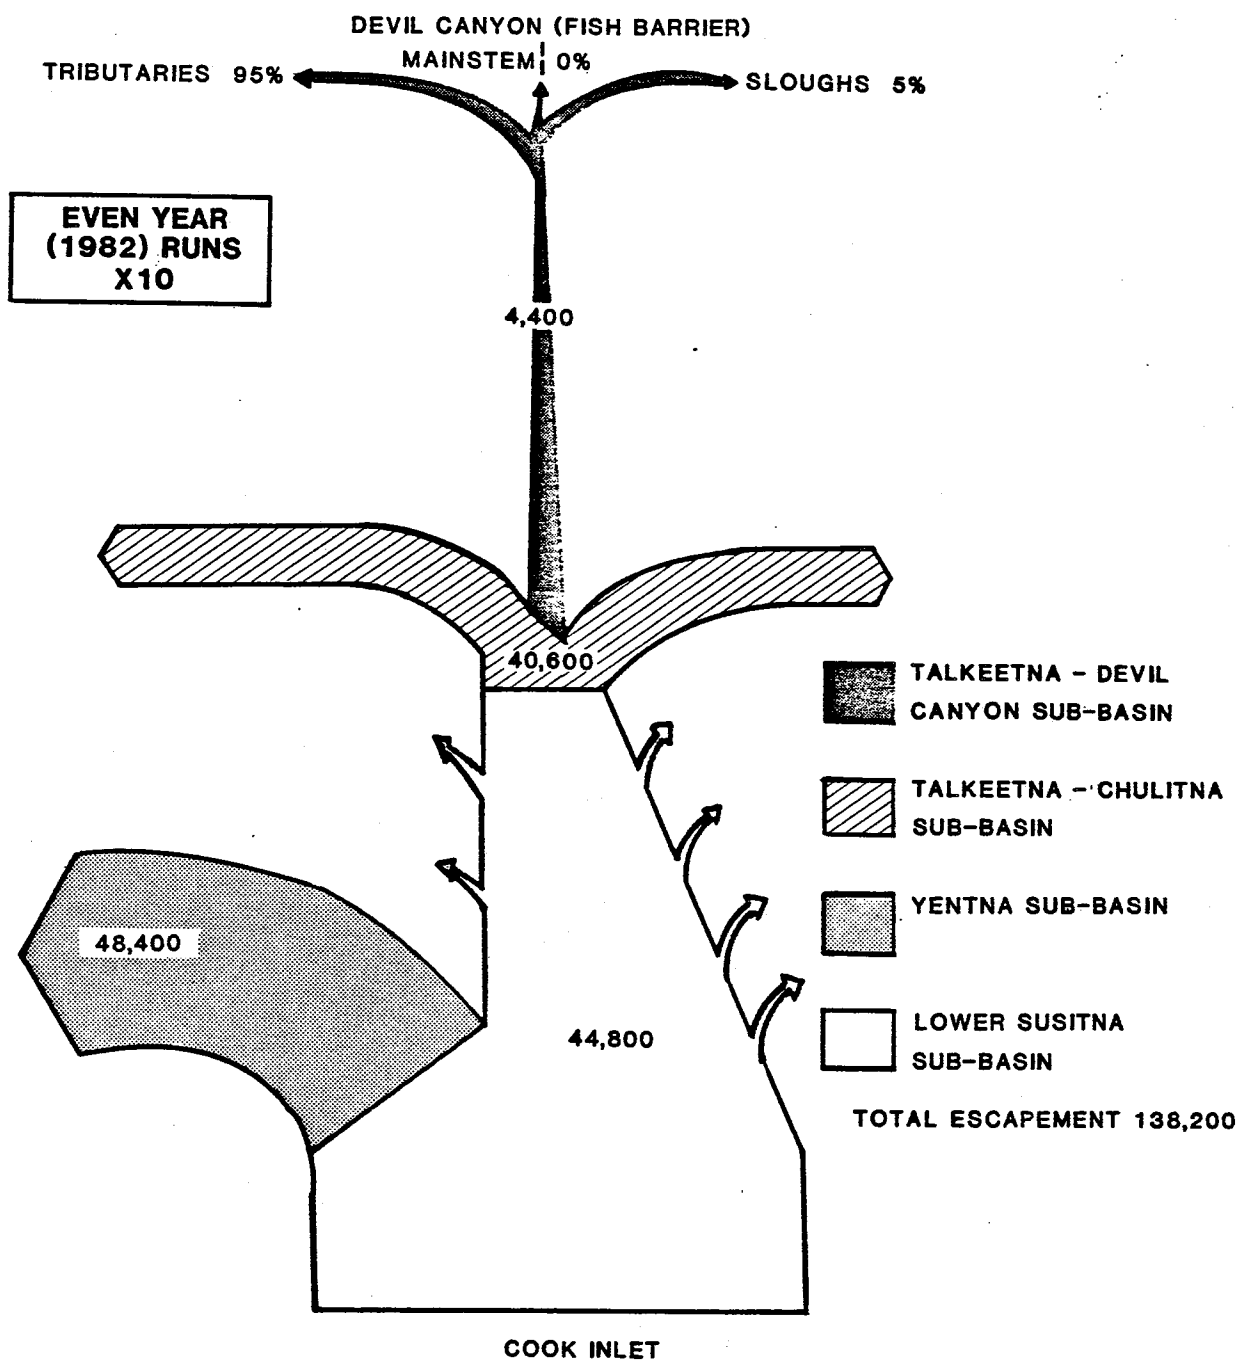 DEVIL CANYON (FISH BARRIER)
MAINSTEM 0%
TRIBUTARIES 95%
SLOUGHS 5%
EVEN YEAR
(1982) RUNS
X10
4,400
40,600
TALKEETNA - DEVIL
CANYON SUB-BASIN
TALKEETNA - CHULITNA
SUB-BASIN
48,400
YENTNA SUB-BASIN
44,800
LOWER SUSITNA
SUB-BASIN
TOTAL ESCAPEMENT 138,200
COOK INLET